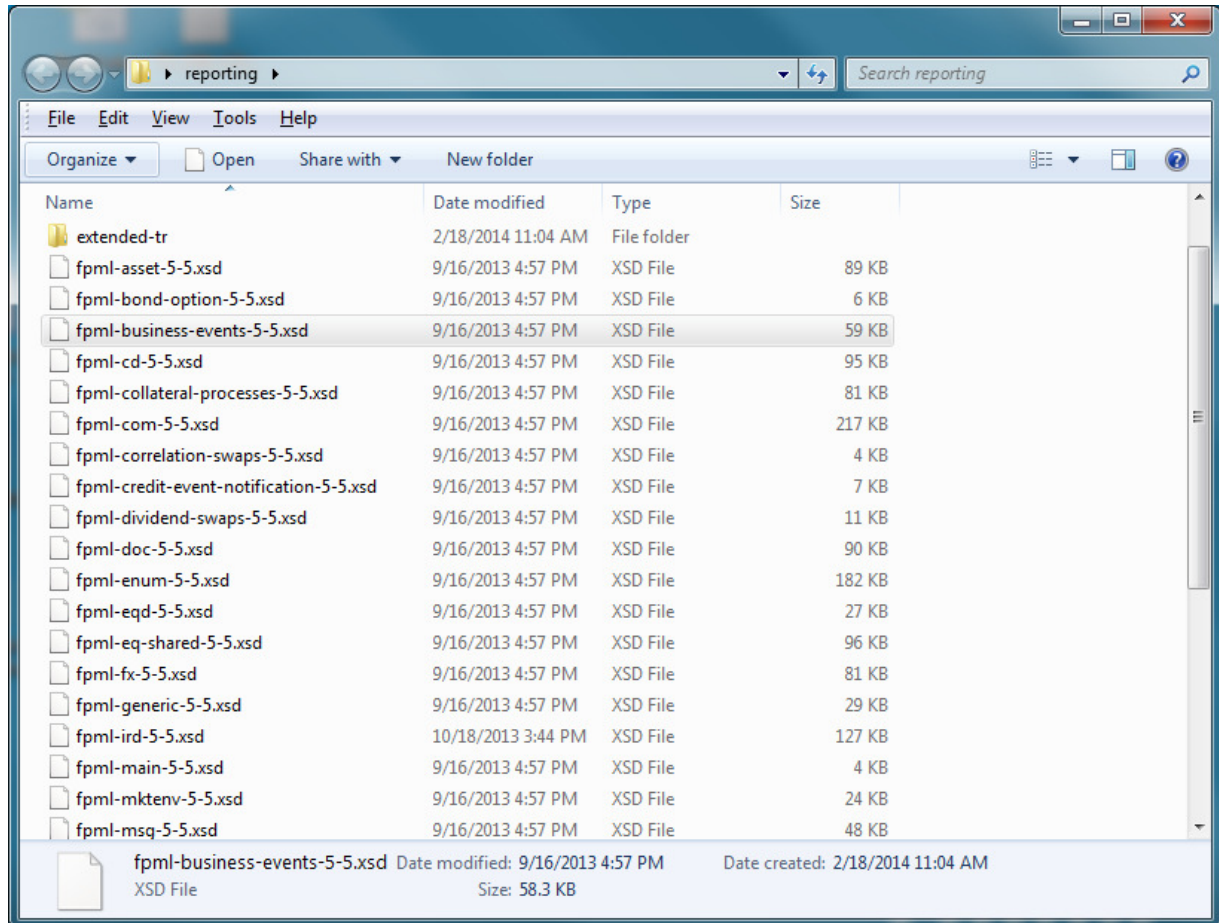 reporting
Search reporting
File Edit View Tools Help
Organize Open Share with New folder
Name Date modified Type Size
extended-tr 2/18/2014 11:04 AM File folder
fpml-asset-5-5.xsd 9/16/2013 4:57 PM XSD File 89 KB
fpml-bond-option-5-5.xsd 9/16/2013 4:57 PM XSD File 6 KB
fpml-business-events-5-5.xsd 9/16/2013 4:57 PM XSD File 59 KB
fpml-cd-5-5.xsd 9/16/2013 4:57 PM XSD File 95 KB
fpml-collateral-processes-5-5.xsd 9/16/2013 4:57 PM XSD File 81 KB
fpml-com-5-5.xsd 9/16/2013 4:57 PM XSD File 217 KB
fpml-correlation-swaps-5-5.xsd 9/16/2013 4:57 PM XSD File 4 KB
fpml-credit-event-notification-5-5.xsd 9/16/2013 4:57 PM XSD File 7 KB
fpml-dividend-swaps-5-5.xsd 9/16/2013 4:57 PM XSD File 11 KB
fpml-doc-5-5.xsd 9/16/2013 4:57 PM XSD File 90 KB
fpml-enum-5-5.xsd 9/16/2013 4:57 PM XSD File 182 KB
fpml-eqd-5-5.xsd 9/16/2013 4:57 PM XSD File 27 KB
fpml-eq-shared-5-5.xsd 9/16/2013 4:57 PM XSD File 96 KB
fpml-fx-5-5.xsd 9/16/2013 4:57 PM XSD File 81 KB
fpml-generic-5-5.xsd 9/16/2013 4:57 PM XSD File 29 KB
fpml-ird-5-5.xsd 10/18/2013 3:44 PM XSD File 127 KB
fpml-main-5-5.xsd 9/16/2013 4:57 PM XSD File 4 KB
fpml-mktenv-5-5.xsd 9/16/2013 4:57 PM XSD File 24 KB
fpml-msg-5-5.xsd 9/16/2013 4:57 PM XSD File 48 KB
fpml-business-events-5-5.xsd Date modified: 9/16/2013 4:57 PM Date created: 2/18/2014 11:04 AM
XSD File Size: 58.3 KB